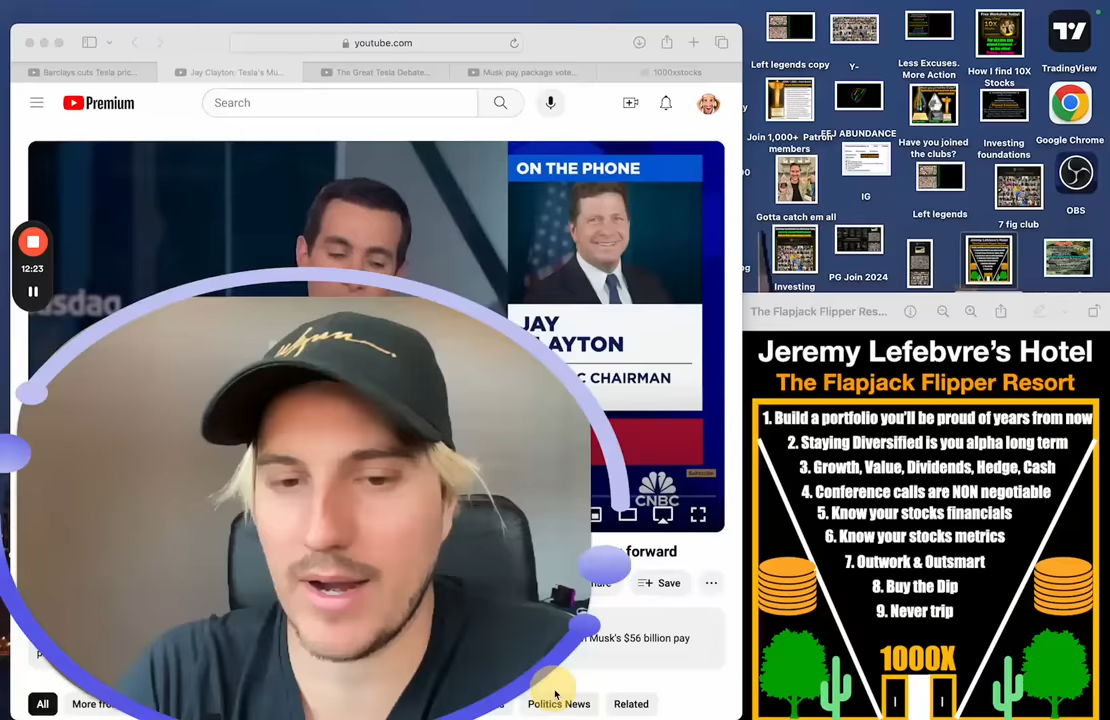 youtube.com
Barclays cuts Tesla pric...
Jay Clayton: Tesla's Mu...
The Great Tesla Debate...
Musk pay package vote...
1000xstocks
Premium
Search
ON THE PHONE
JAY
LAYTON
C CHAIRMAN
Subscribe
CNBC
sdaq
12:23
forward
Save
Musk's $56 billion pay
All
More fro
Politics News
Related
Left legends copy
Y-
Less Excuses.
More Action
How I find 10X
Stocks
TradingView
Join 1,000+ Patron
members
EEJ ABUNDANCE
Have you joined
the clubs?
Investing
foundations
Google Chrome
Gotta catch em all
IG
Left legends
7 fig club
OBS
Investing
PG Join 2024
The Flapjack Flipper Res...
Jeremy Lefebvre's Hotel
The Flapjack Flipper Resort
1. Build a portfolio you'll be proud of years from now
2. Staying Diversified is you alpha long term
3. Growth, Value, Dividends, Hedge, Cash
4. Conference calls are NON negotiable
5. Know your stocks financials
6. Know your stocks metrics
7. Outwork & Outsmart
8. Buy the Dip
9. Never trip
1000X